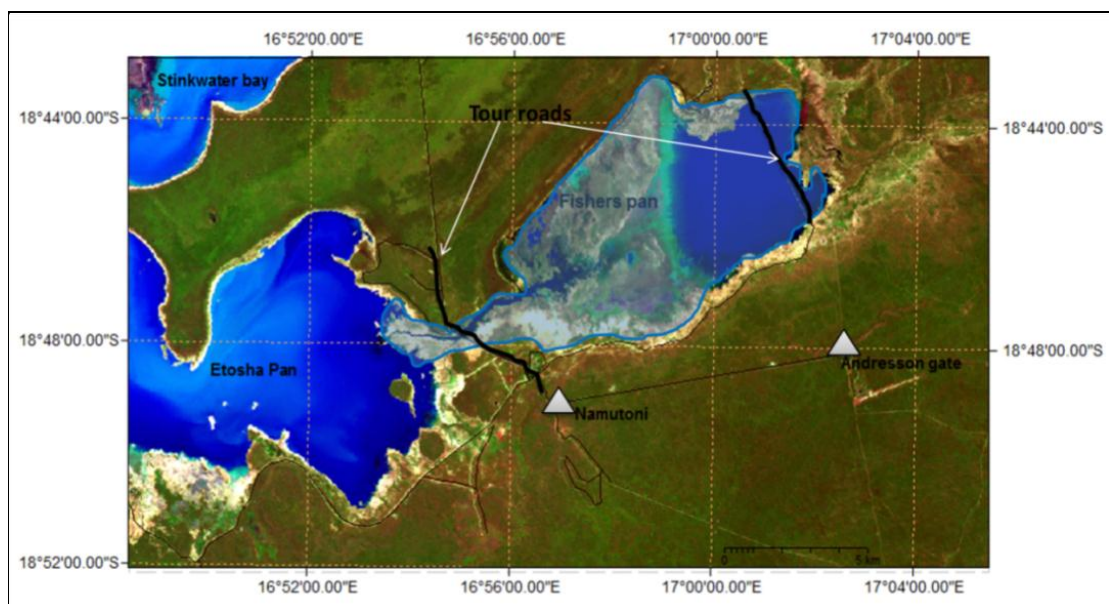 16°52'00.00"E 16°56'00.00"E 17°00'00.00"E 17°04'00.00"E
Stinkwater bay
18°44'00.00"S Tour roads 18°44'00.00"S
Fishers pan
18°48'00.00"S 18°48'00.00"S
Etosha Pan Andresson gate
Namutoni
5 km
18°52'00.00"S
16°52'00.00"E 16°56'00.00"E 17°00'00.00"E 17°04'00.00"E